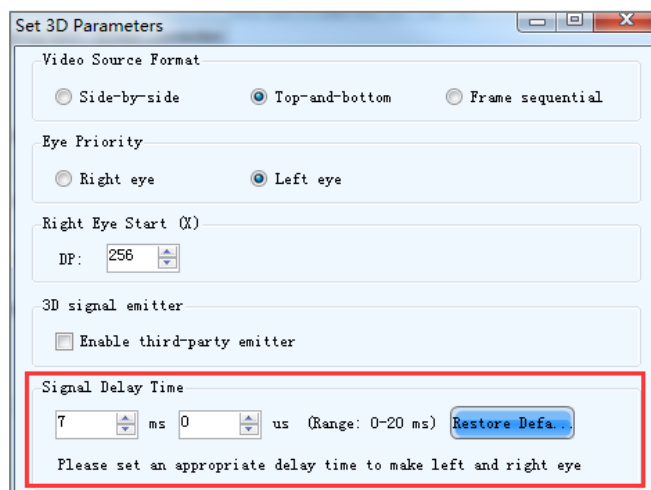 Set 3D Parameters
Video Source Format
Side-by-side Top-and-bottom Frame sequential
Eye Priority
Right eye Left eye
Right Eye Start (X)
DP: 256
3D signal emitter
Enable third-party emitter
Signal Delay Time
7 ms 0 us (Range: 0-20 ms) Restore Defa...
Please set an appropriate delay time to make left and right eye